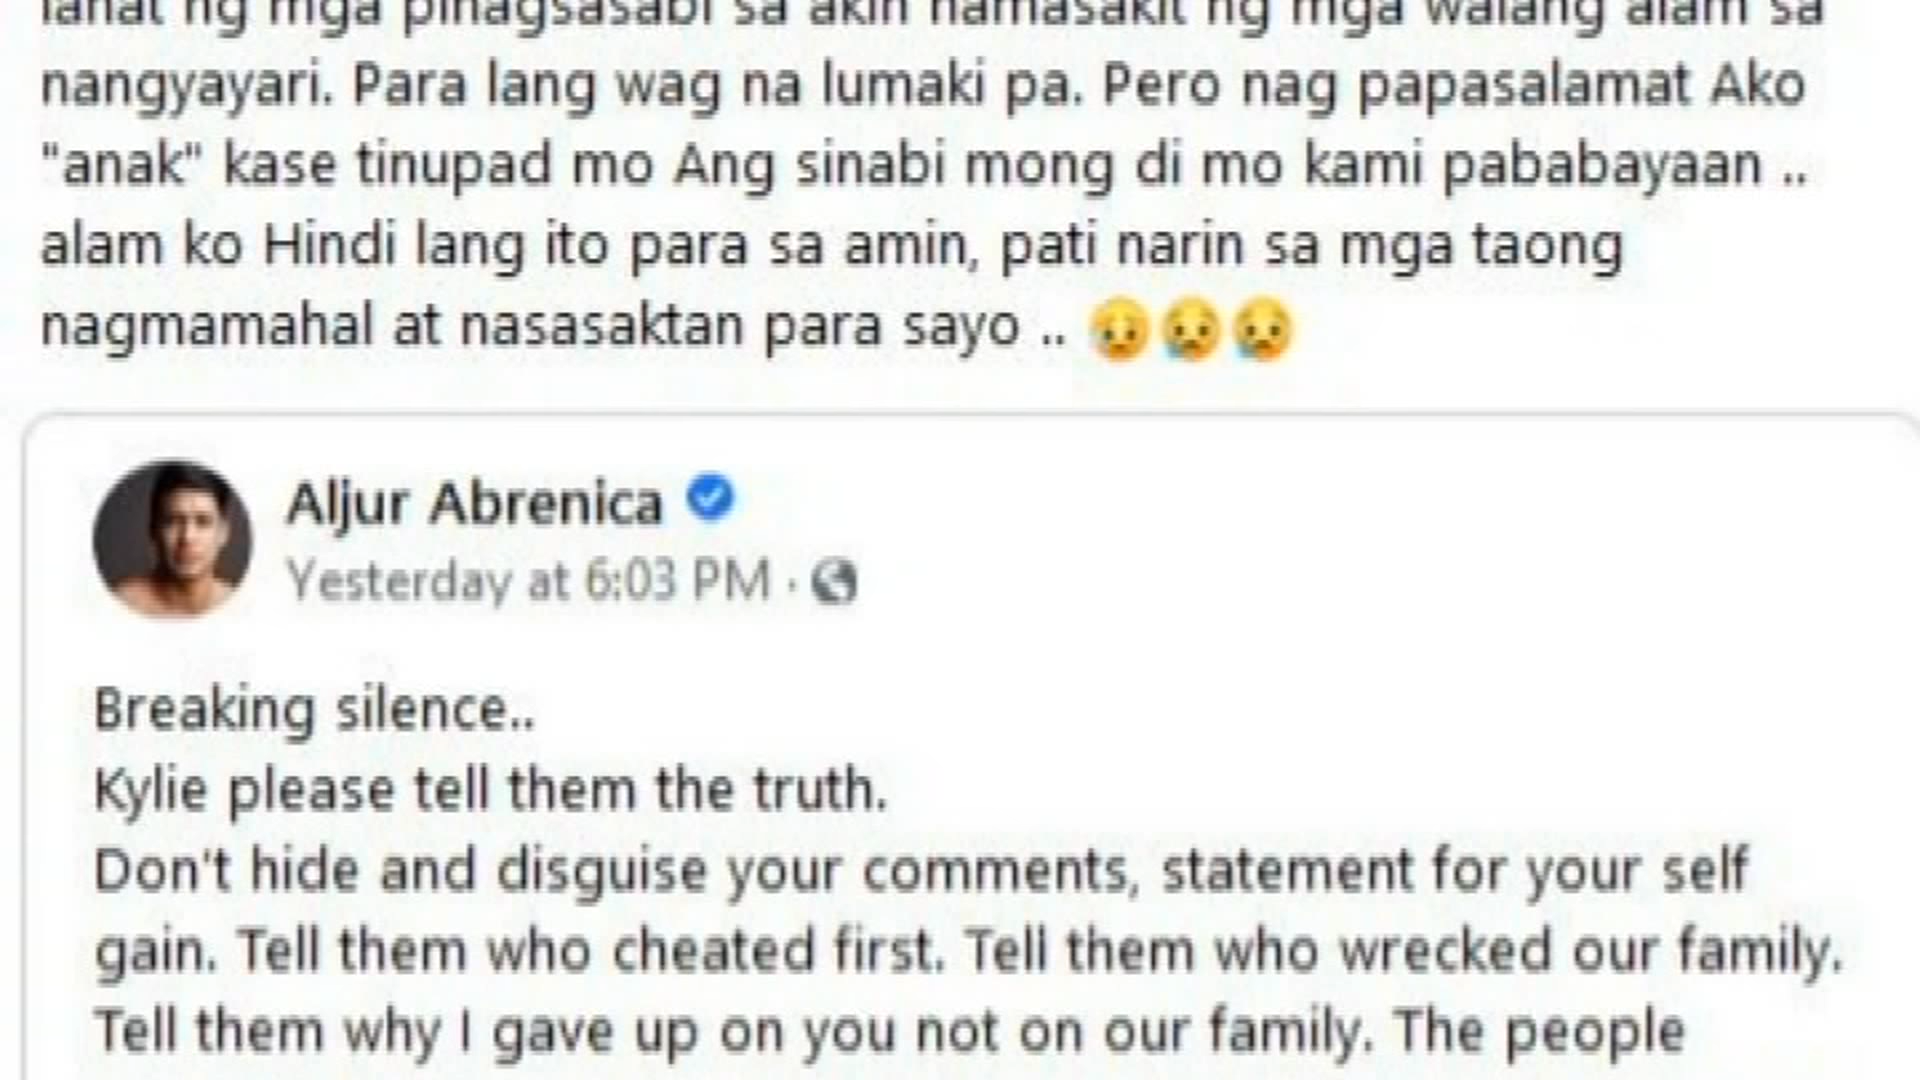 lahat ng mga pinagsasabi sa akin namasakit ng mga walang alam sa
nangyayari. Para lang wag na lumaki pa. Pero nag papasalamat Ako
"anak" kase tinupad mo Ang sinabi mong di mo kami pababayaan ..
alam ko Hindi lang ito para sa amin, pati narin sa mga taong
nagmamahal at nasasaktan para sayo .. 😥😢😢
Aljur Abrenica
Yesterday at 6:03 PM ·
Breaking silence..
Kylie please tell them the truth.
Don't hide and disguise your comments, statement for your self
gain. Tell them who cheated first. Tell them who wrecked our family.
Tell them why I gave up on you not on our family. The people